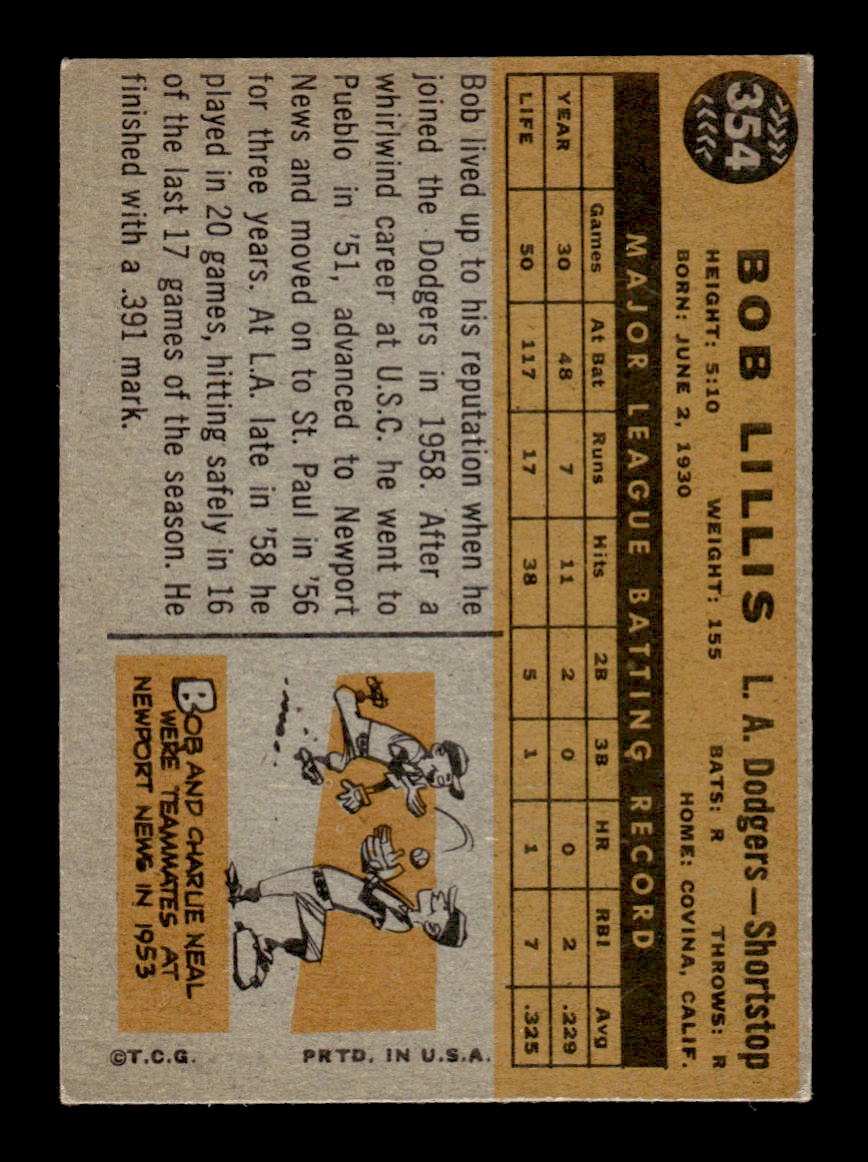 354
BOB LILLIS L. A. Dodgers—Shortstop
HEIGHT: 5:10 WEIGHT: 155 BATS: R THROWS: R
BORN: JUNE 2, 1930 HOME: COVINA, CALIF.
MAJOR LEAGUE BATTING RECORD
Games At Bat Runs Hits 2B 3B HR RBI Avg
YEAR 30 48 7 11 2 0 0 2 .229
LIFE 50 117 17 38 5 1 1 7 .325
Bob lived up to his reputation when he
joined the Dodgers in 1958. After a
whirlwind career at U.S.C. he went to
Pueblo in '51, advanced to Newport
News and moved on to St. Paul in '56
for three years. At L.A. late in '58 he
played in 20 games, hitting safely in 16
of the last 17 games of the season. He
finished with a .391 mark.
BOB AND CHARLIE NEAL
WERE TEAMMATES AT
NEWPORT NEWS IN 1953
PRTD. IN U.S.A.
©T.C.G.